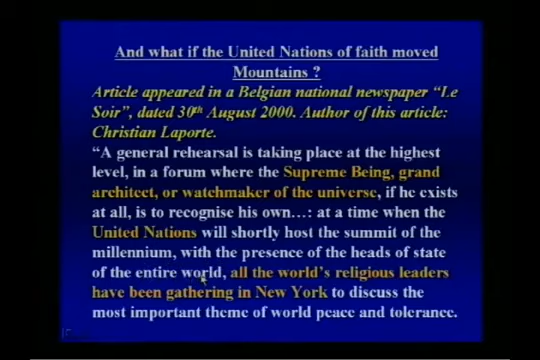 And what if the United Nations of faith moved
Mountains ?
Article appeared in a Belgian national newspaper “Le
Soir”, dated 30th August 2000. Author of this article:
Christian Laporte.
“A general rehearsal is taking place at the highest
level, in a forum where the Supreme Being, grand
architect, or watchmaker of the universe, if he exists
at all, is to recognise his own…: at a time when the
United Nations will shortly host the summit of the
millennium, with the presence of the heads of state
of the entire world, all the world’s religious leaders
have been gathering in New York to discuss the
most important theme of world peace and tolerance.